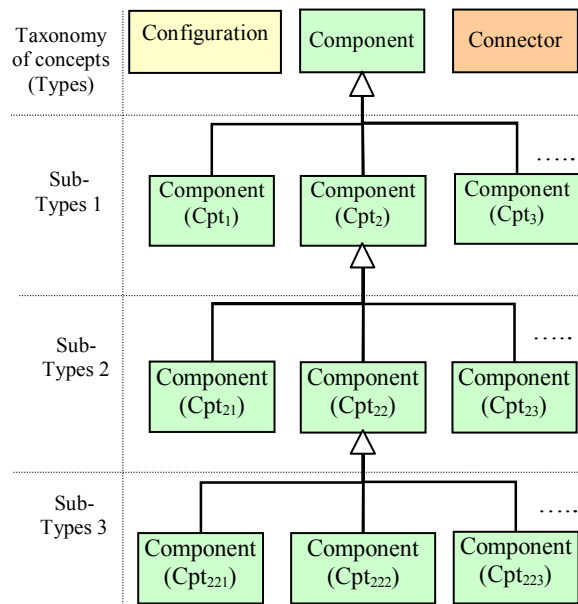 Taxonomy
of concepts
(Types)
Configuration
Component
Connector
Sub-
Types 1
Component
(Cpt₁)
Component
(Cpt₂)
Component
(Cpt₃)
.....
Sub-
Types 2
Component
(Cpt₂₁)
Component
(Cpt₂₂)
Component
(Cpt₂₃)
.....
Sub-
Types 3
Component
(Cpt₂₂₁)
Component
(Cpt₂₂₂)
Component
(Cpt₂₂₃)
.....